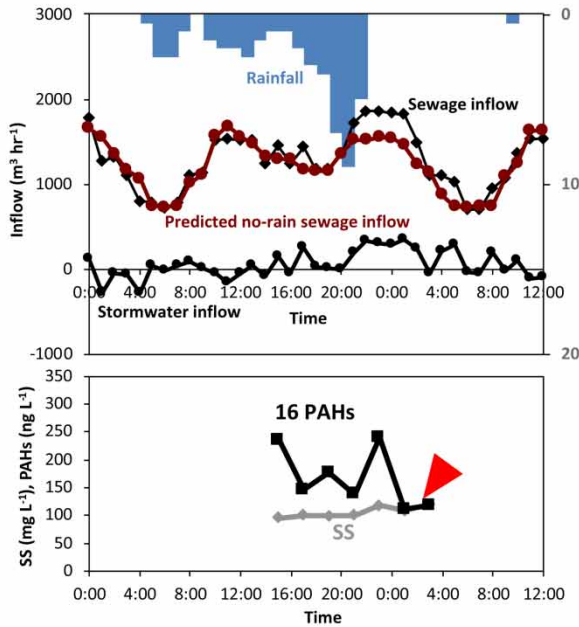 3000
2000
1000
0
-1000
Inflow (m³ hr⁻¹)
0
10
20
Rainfall
Sewage inflow
Predicted no-rain sewage inflow
Stormwater inflow
0:00 4:00 8:00 12:00 16:00 20:00 0:00 4:00 8:00 12:00
Time
350
300
250
200
150
100
50
0
SS (mg L⁻¹), PAHs (ng L⁻¹)
16 PAHs
SS
0:00 4:00 8:00 12:00 16:00 20:00 0:00 4:00 8:00 12:00
Time